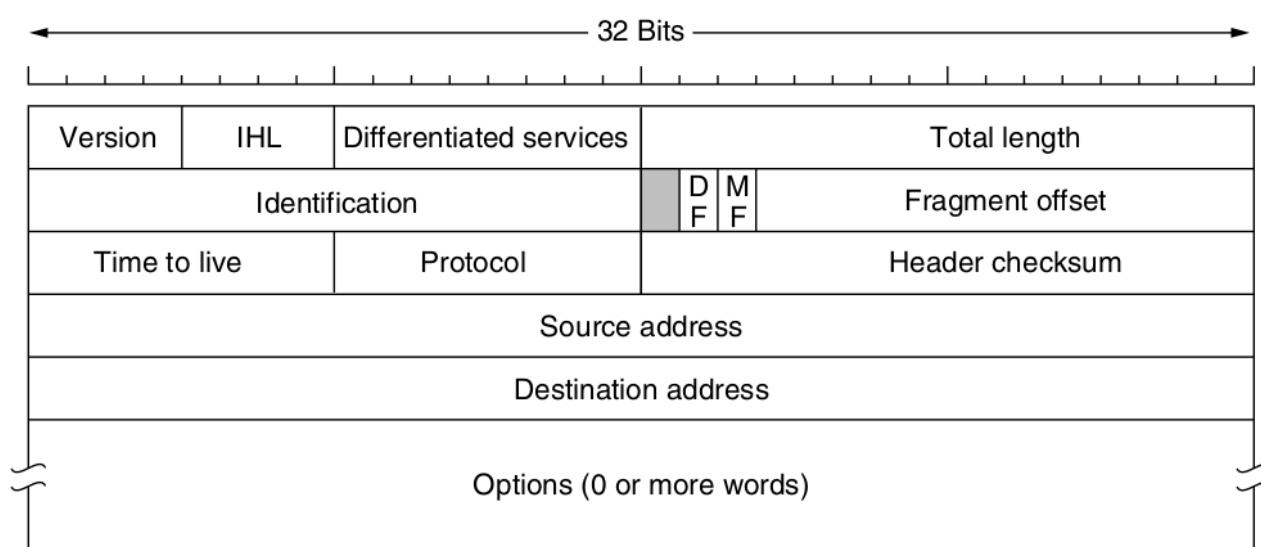 32 Bits
Version IHL Differentiated services Total length
Identification D F M F Fragment offset
Time to live Protocol Header checksum
Source address
Destination address
Options (0 or more words)